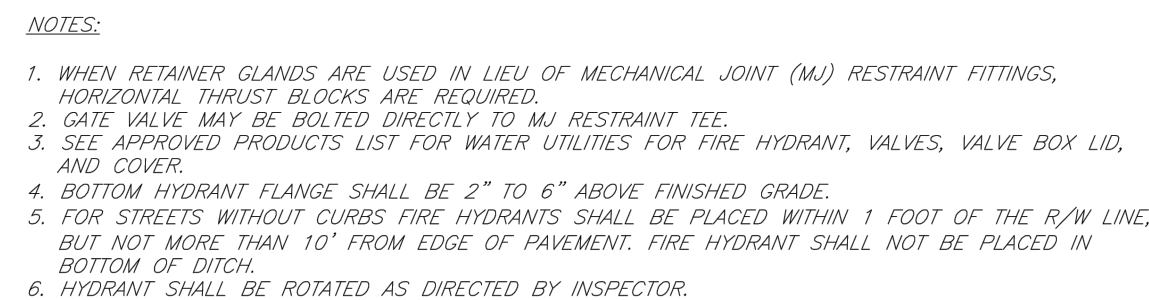 NOTES:
1. WHEN RETAINER GLANDS ARE USED IN LIEU OF MECHANICAL JOINT (MJ) RESTRAINT FITTINGS,
HORIZONTAL THRUST BLOCKS ARE REQUIRED.
2. GATE VALVE MAY BE BOLTED DIRECTLY TO MJ RESTRAINT TEE.
3. SEE APPROVED PRODUCTS LIST FOR WATER UTILITIES FOR FIRE HYDRANT, VALVES, VALVE BOX LID,
AND COVER.
4. BOTTOM HYDRANT FLANGE SHALL BE 2" TO 6" ABOVE FINISHED GRADE.
5. FOR STREETS WITHOUT CURBS FIRE HYDRANTS SHALL BE PLACED WITHIN 1 FOOT OF THE R/W LINE,
BUT NOT MORE THAN 10' FROM EDGE OF PAVEMENT. FIRE HYDRANT SHALL NOT BE PLACED IN
BOTTOM OF DITCH.
6. HYDRANT SHALL BE ROTATED AS DIRECTED BY INSPECTOR.